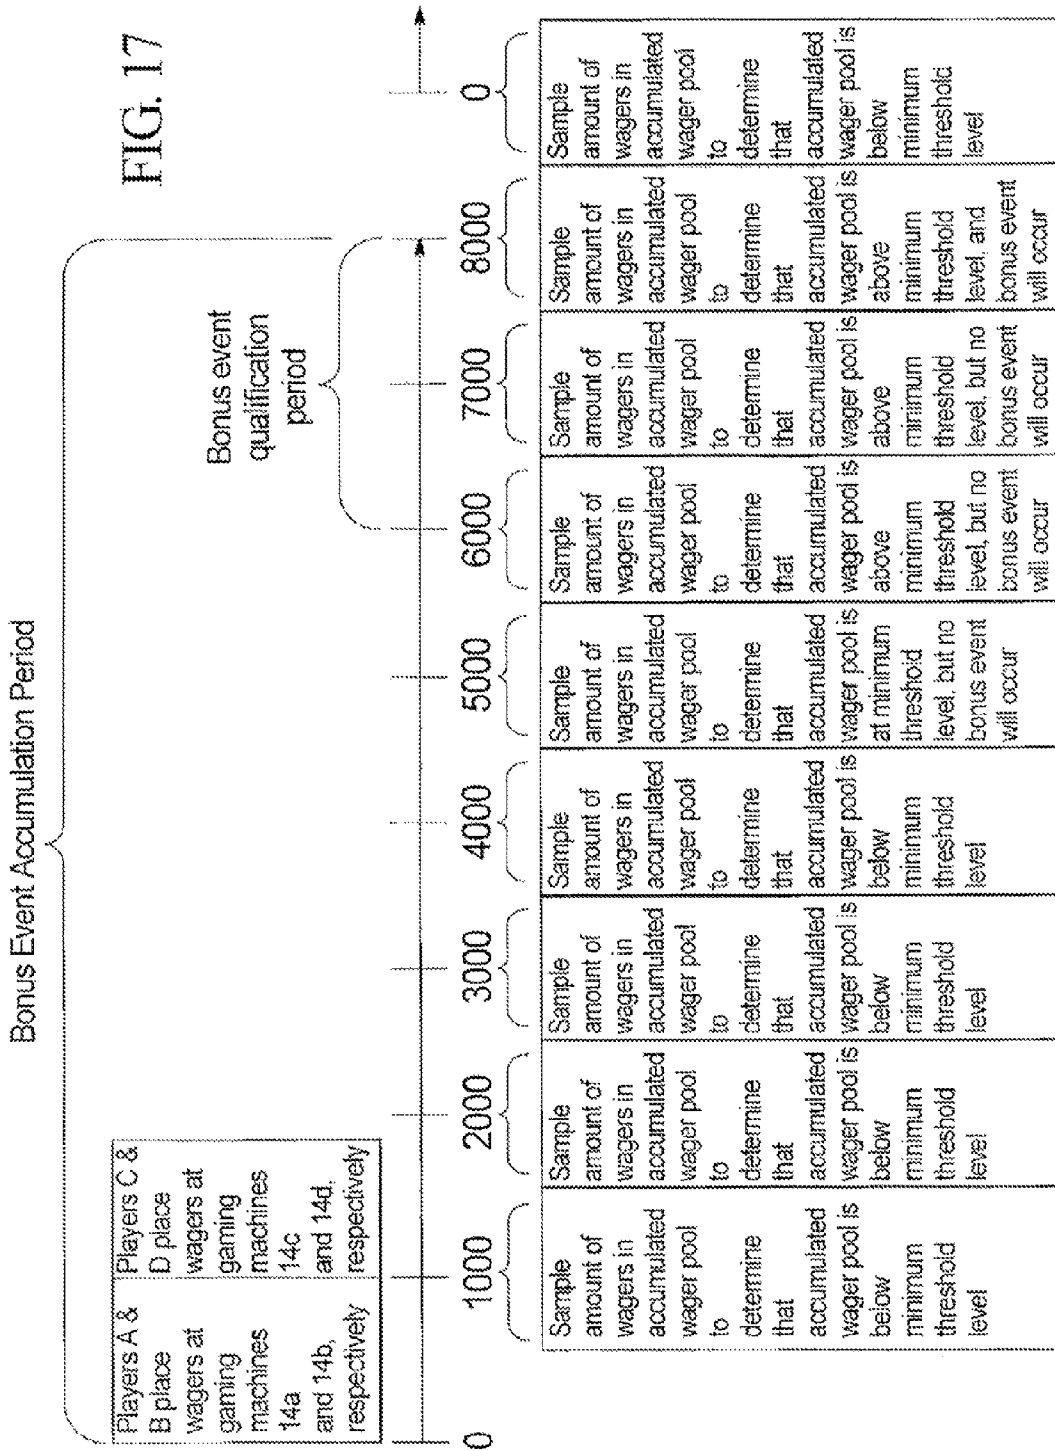 FIG. 17
Bonus Event Accumulation Period
Bonus event
qualification
period
Players A &
B place
wagers at
gaming
machines
14a
and 14b,
respectively
Players C &
D place
wagers at
gaming
machines
14c
and 14d,
respectively
0
1000
2000
3000
4000
5000
6000
7000
8000
0
Sample
amount of
wagers in
accumulated
wager pool
to
determine
that
accumulated
wager pool is
below
minimum
threshold
level
Sample
amount of
wagers in
accumulated
wager pool
to
determine
that
accumulated
wager pool is
below
minimum
threshold
level
Sample
amount of
wagers in
accumulated
wager pool
to
determine
that
accumulated
wager pool is
below
minimum
threshold
level
Sample
amount of
wagers in
accumulated
wager pool
to
determine
that
accumulated
wager pool is
below
minimum
threshold
level
Sample
amount of
wagers in
accumulated
wager pool
to
determine
that
accumulated
wager pool is
at minimum
threshold
level, but no
bonus event
will occur
Sample
amount of
wagers in
accumulated
wager pool
to
determine
that
accumulated
wager pool is
above
minimum
threshold
level, but no
bonus event
will occur
Sample
amount of
wagers in
accumulated
wager pool
to
determine
that
accumulated
wager pool is
above
minimum
threshold
level, but no
bonus event
will occur
Sample
amount of
wagers in
accumulated
wager pool
to
determine
that
accumulated
wager pool is
above
minimum
threshold
level, and
bonus event
will occur
Sample
amount of
wagers in
accumulated
wager pool
to
determine
that
accumulated
wager pool is
below
minimum
threshold
level